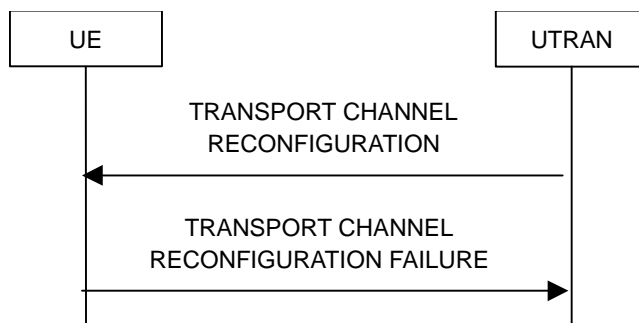 UE
UTRAN
TRANSPORT CHANNEL
RECONFIGURATION
TRANSPORT CHANNEL
RECONFIGURATION FAILURE